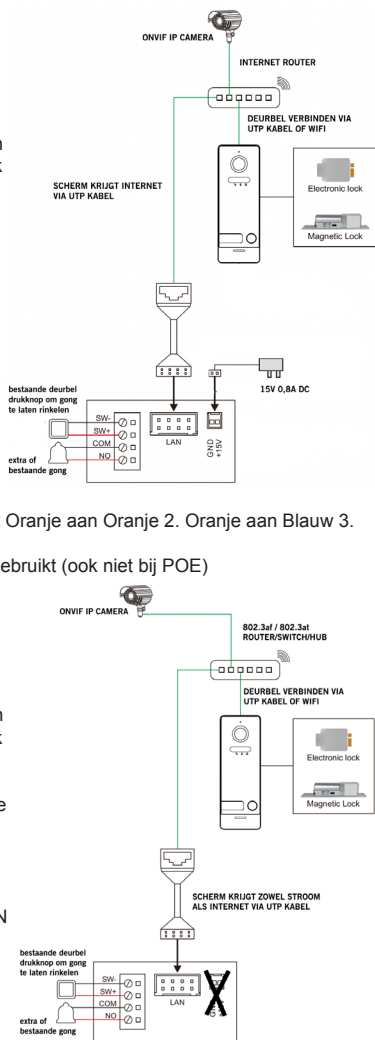 ONVIF IP CAMERA
INTERNET ROUTER
DEURBEL VERBINDEN VIA
UTP KABEL OF WIFI
SCHERM KRIJGT INTERNET
VIA UTP KABEL
Electronic lock
Magnetic Lock
15V 0,8A DC
bestaande deurbel
drukknop om gong
te laten rinkelen
SW-
SW+
COM
NO
LAN
GND
+15V
extra of
bestaande gong
Oranje aan Oranje 2. Oranje aan Blauw 3.
ebruikt (ook niet bij POE)
ONVIF IP CAMERA
802.3af / 802.3at
ROUTER/SWITCH/HUB
DEURBEL VERBINDEN VIA
UTP KABEL OF WIFI
Electronic lock
Magnetic Lock
SCHERM KRIJGT ZOWEL STROOM
ALS INTERNET VIA UTP KABEL
bestaande deurbel
drukknop om gong
te laten rinkelen
SW-
SW+
COM
NO
LAN
extra of
bestaande gong